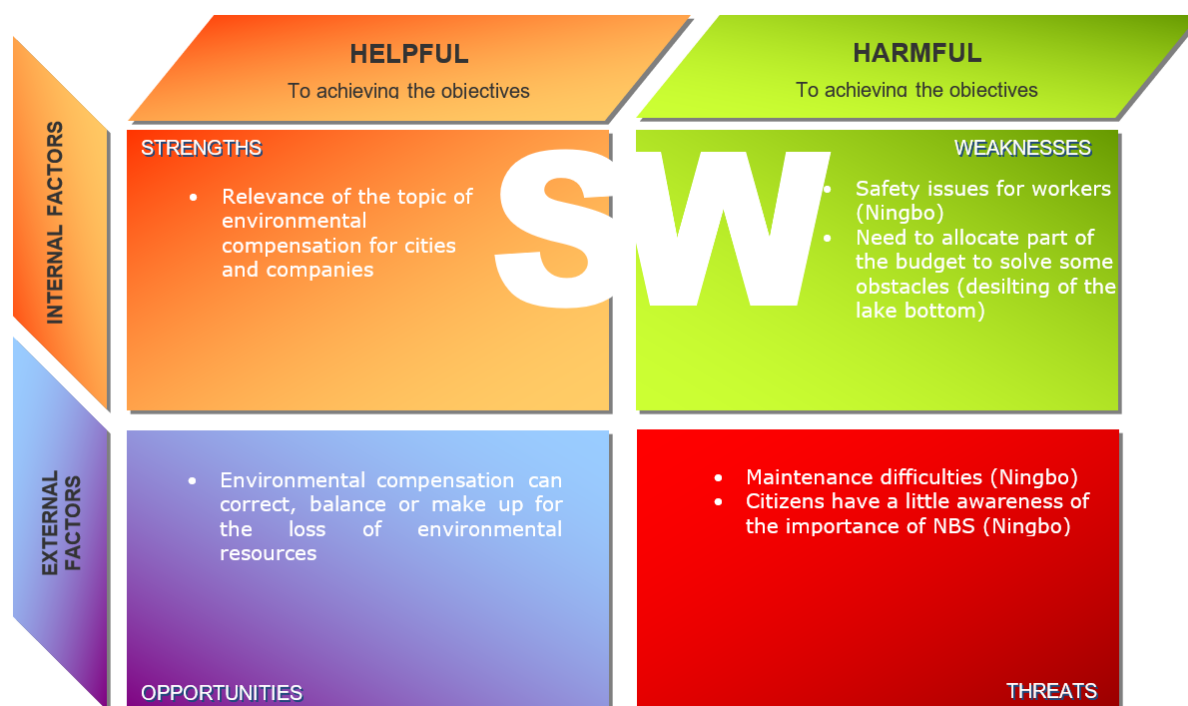 HELPFUL
To achieving the objectives
HARMFUL
To achieving the objectives
INTERNAL FACTORS
STRENGTHS
• Relevance of the topic of
environmental
compensation for cities
and companies
S
W
WEAKNESSES
• Safety issues for workers
(Ningbo)
• Need to allocate part of
the budget to solve some
obstacles (desilting of the
lake bottom)
EXTERNAL
FACTORS
• Environmental compensation can
correct, balance or make up for
the loss of environmental
resources
OPPORTUNITIES
• Maintenance difficulties (Ningbo)
• Citizens have a little awareness of
the importance of NBS (Ningbo)
THREATS